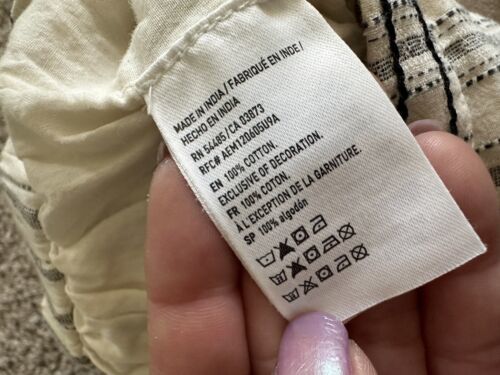 MADE IN INDIA / FABRIQUÉ EN INDE /
HECHO EN INDIA
RN 54485 / CA 03873
RFC# AEM120605U9A
EN 100% COTTON.
EXCLUSIVE OF DECORATION.
FR 100% COTON.
À L'EXCEPTION DE LA GARNITURE.
SP 100% algodón